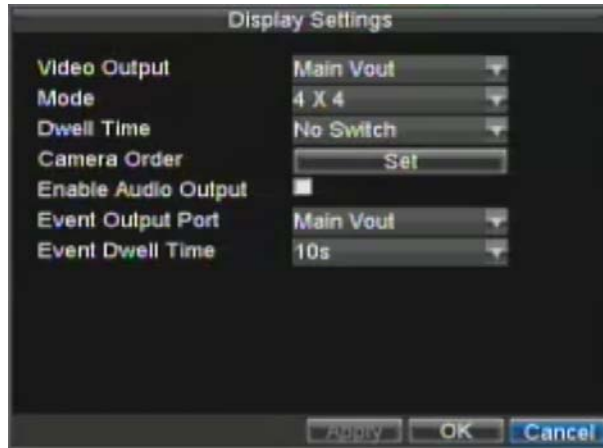 Display Settings
Video Output Main Vout
Mode 4 X 4
Dwell Time No Switch
Camera Order Set
Enable Audio Output
Event Output Port Main Vout
Event Dwell Time 10s
Apply OK Cancel